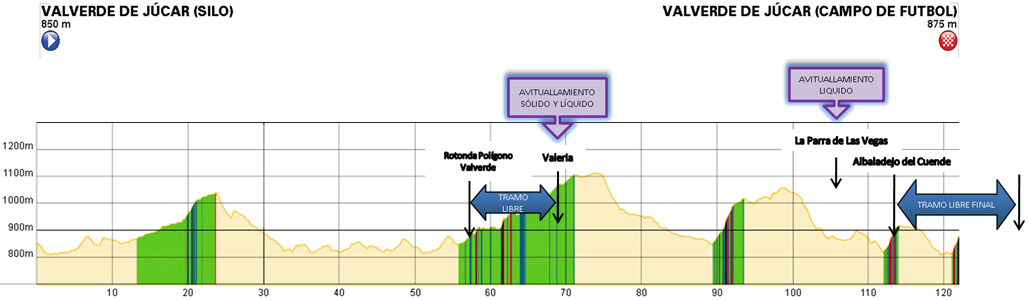 VALVERDE DE JÚCAR (SILO)
850 m
VALVERDE DE JÚCAR (CAMPO DE FUTBOL)
875 m
AVITUALLAMIENTO
SÓLIDO Y LÍQUIDO
AVITUALLAMIENTO
LIQUIDO
1200m
1100m
1000m
900m
800m
Rotonda Polígono
Valverde
Valeria
La Parra de Las Vegas
Albaladejo del Cuende
TRAMO
LIBRE
TRAMO LIBRE FINAL
10 20 30 40 50 60 70 80 90 100 110 120